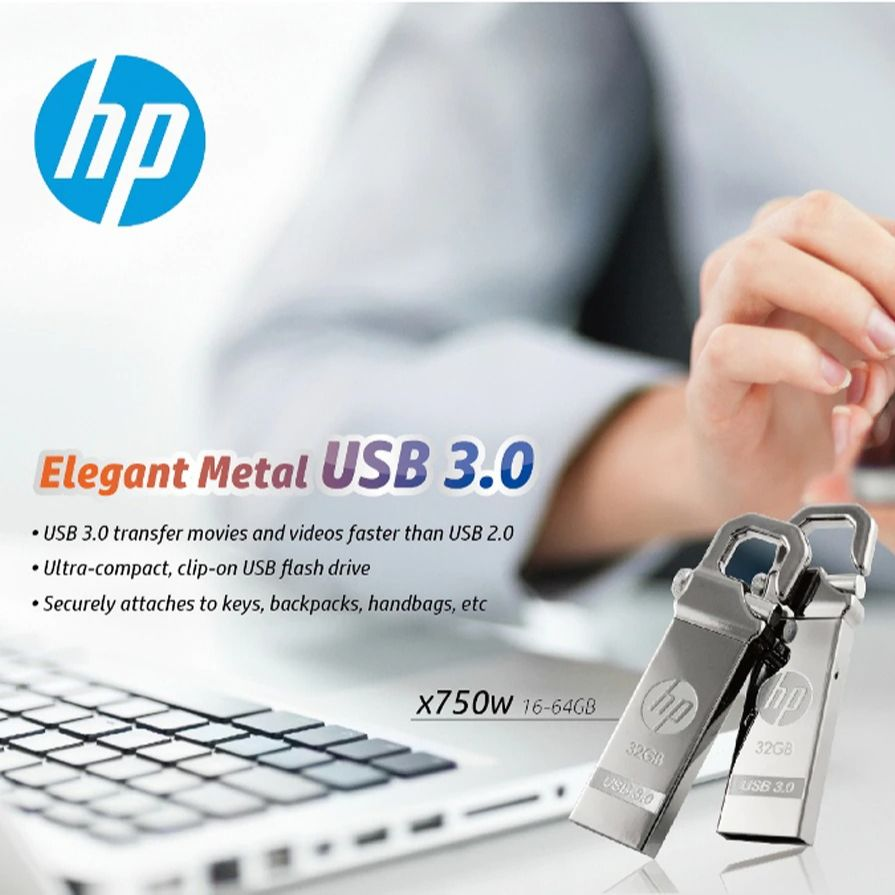 hp
Elegant Metal USB 3.0
• USB 3.0 transfer movies and videos faster than USB 2.0
• Ultra-compact, clip-on USB flash drive
• Securely attaches to keys, backpacks, handbags, etc
x750w 16-64GB
hp
32GB
USB 3.0
hp
32GB
USB 3.0